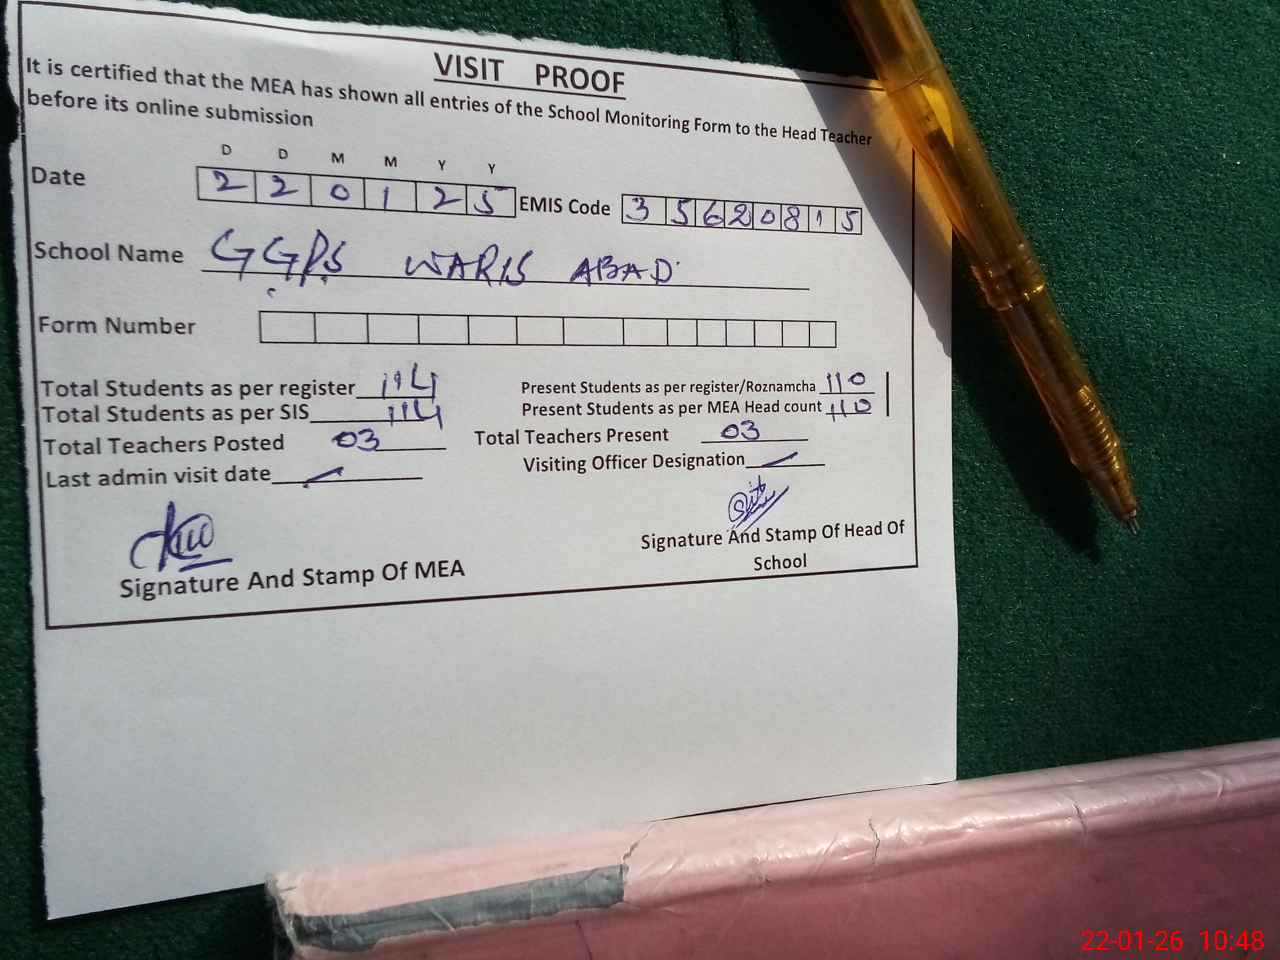 VISIT PROOF
It is certified that the MEA has shown all entries of the School Monitoring Form to the Head Teacher
before its online submission
D D M M Y Y
Date 2 2 0 1 2 5 EMIS Code 3 5 6 2 0 8 1 5
School Name GGPS WARIS ABAD
Form Number
Total Students as per register 114 Present Students as per register/Roznamcha 110
Total Students as per SIS 114 Present Students as per MEA Head count 110
Total Teachers Posted 03 Total Teachers Present 03
Last admin visit date Visiting Officer Designation
Signature And Stamp Of MEA Signature And Stamp Of Head Of
School
22-01-26 10:48